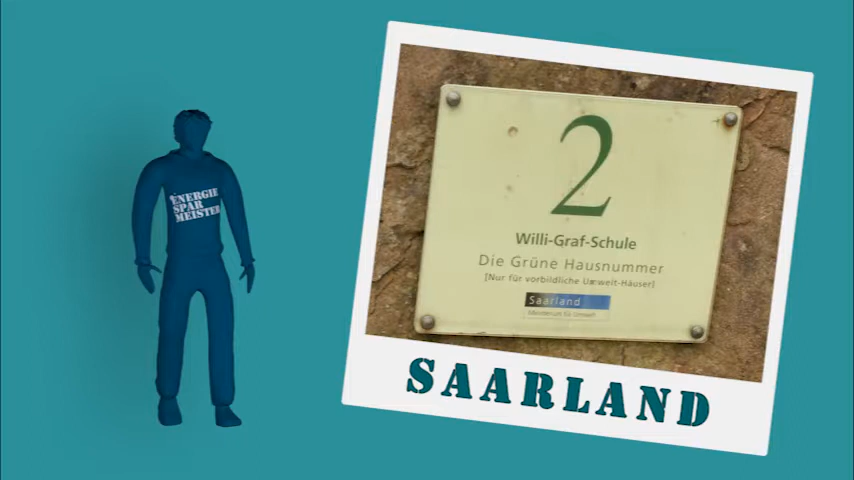 ENERGIE
SPAR
MEISTER
2
Willi-Graf-Schule
Die Grüne Hausnummer
[Nur für vorbildliche Umwelt-Häuser]
Saarland
Ministerium für Umwelt
SAARLAND